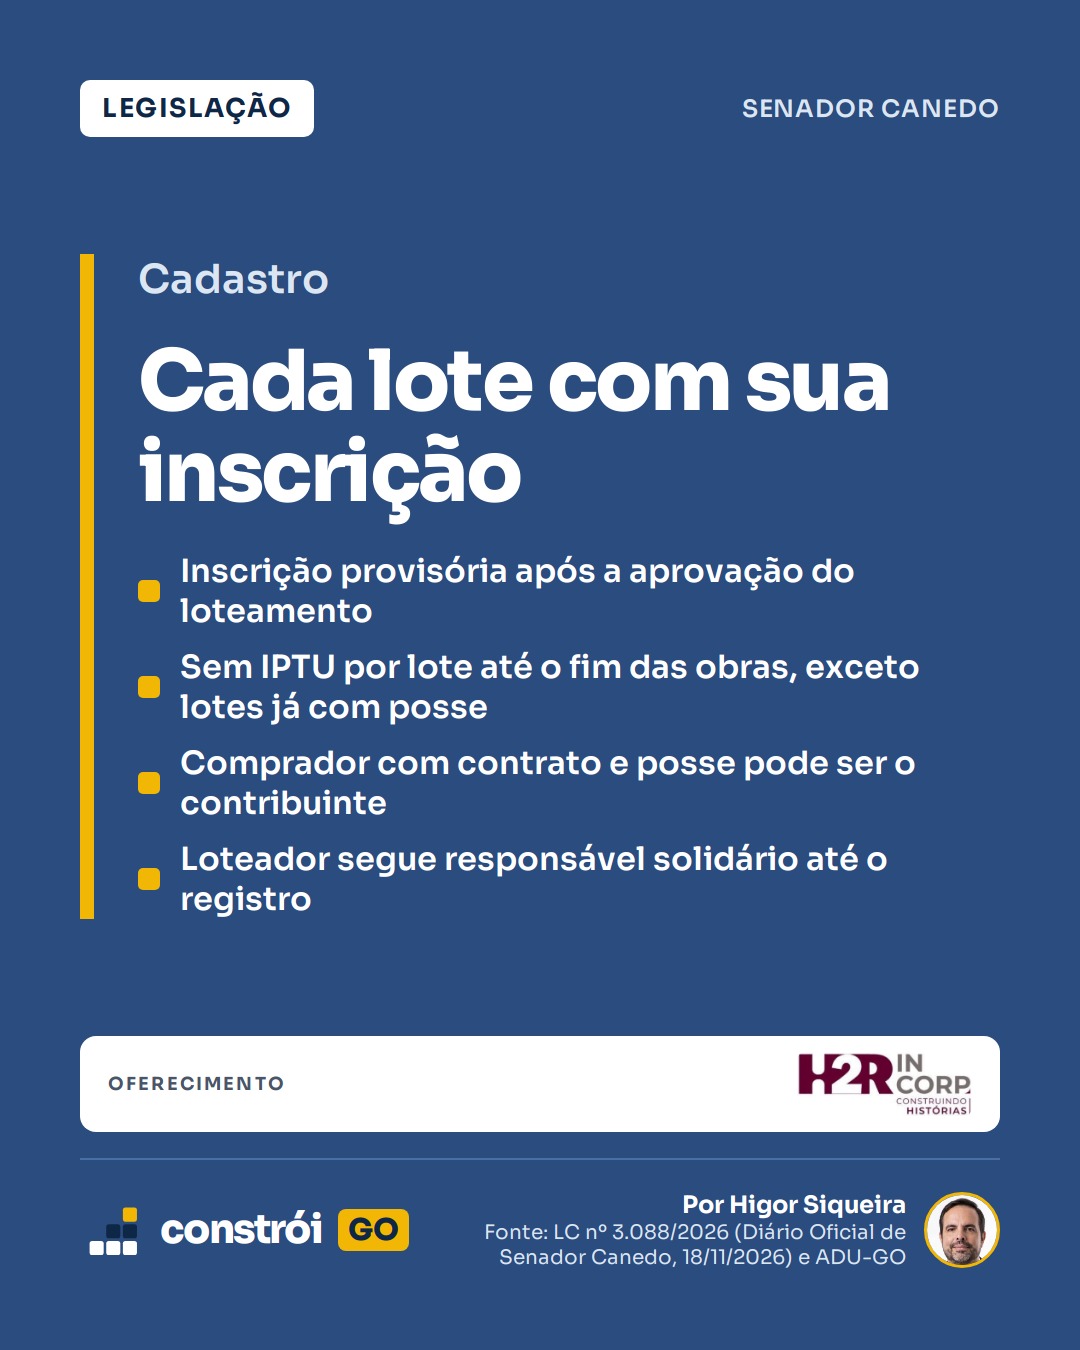 LEGISLAÇÃO
SENADOR CANEDO
Cadastro
Cada lote com sua
inscrição
Inscrição provisória após a aprovação do
loteamento
Sem IPTU por lote até o fim das obras, exceto
lotes já com posse
Comprador com contrato e posse pode ser o
contribuinte
Loteador segue responsável solidário até o
registro
OFERECIMENTO
H2R IN
CORP.
CONSTRUINDO
HISTÓRIAS
constrói GO
Por Higor Siqueira
Fonte: LC nº 3.088/2026 (Diário Oficial de
Senador Canedo, 18/11/2026) e ADU-GO